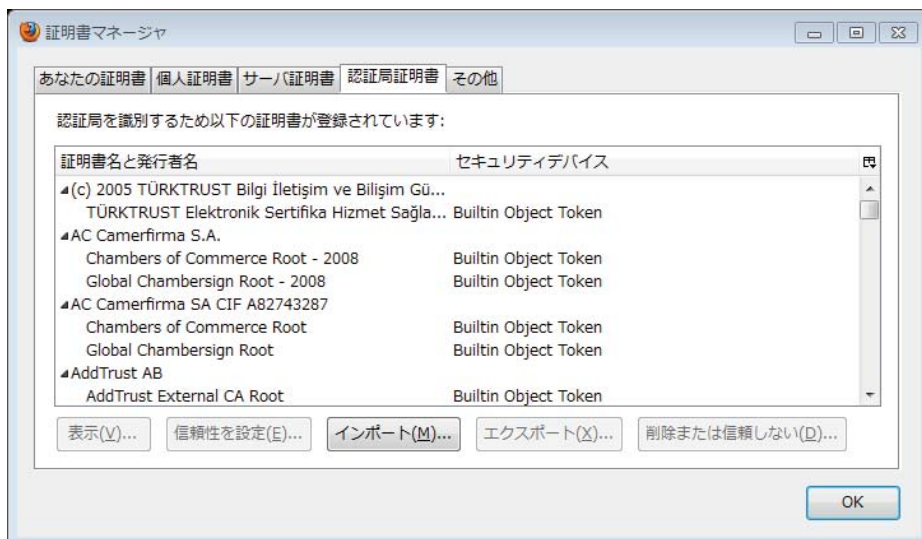 証明書マネージャ
あなたの証明書 個人証明書 サーバ証明書 認証局証明書 その他
認証局を識別するため以下の証明書が登録されています:
証明書名と発行者名 セキュリティデバイス
(c) 2005 TÜRKTRUST Bilgi İletişim ve Bilişim Gü...
TÜRKTRUST Elektronik Sertifika Hizmet Sağla... Builtin Object Token
AC Camerfirma S.A.
Chambers of Commerce Root - 2008 Builtin Object Token
Global Chambersign Root - 2008 Builtin Object Token
AC Camerfirma SA CIF A82743287
Chambers of Commerce Root Builtin Object Token
Global Chambersign Root Builtin Object Token
AddTrust AB
AddTrust External CA Root Builtin Object Token
表示(V)... 信頼性を設定(E)... インポート(M)... エクスポート(X)... 削除または信頼しない(D)...
OK